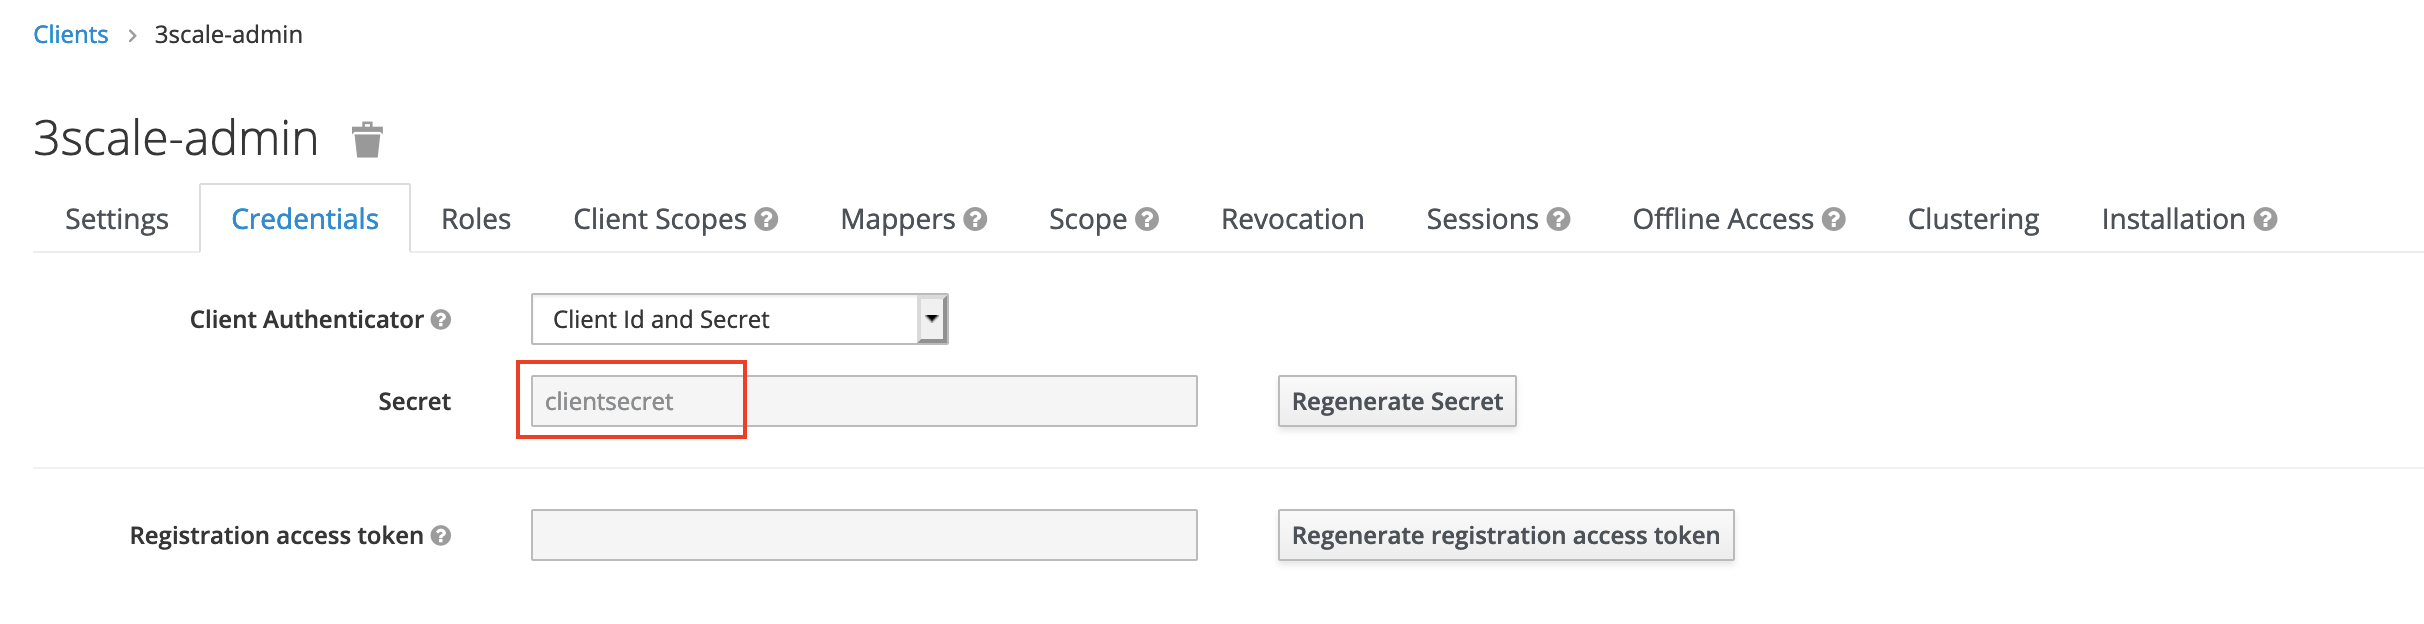 Clients > 3scale-admin
3scale-admin
Settings Credentials Roles Client Scopes ? Mappers ? Scope ? Revocation Sessions ? Offline Access ? Clustering Installation ?
Client Authenticator ? Client Id and Secret
Secret clientsecret Regenerate Secret
Registration access token ? Regenerate registration access token